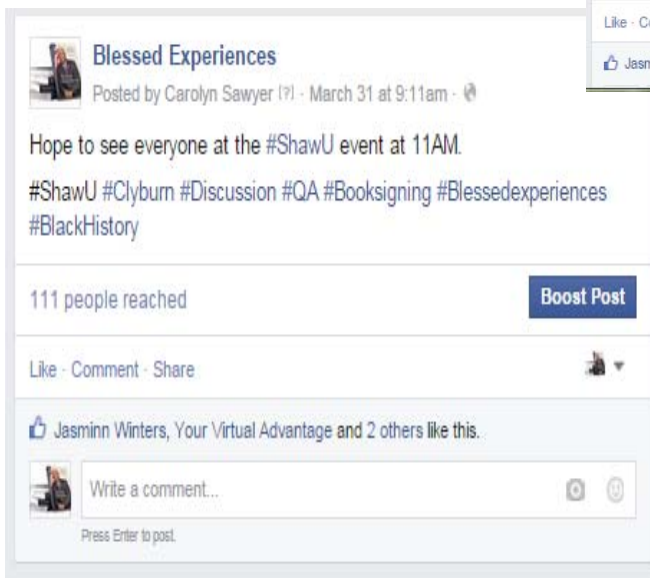 Like · C
Jasm
Blessed Experiences
Posted by Carolyn Sawyer [?] · March 31 at 9:11am ·
Hope to see everyone at the #ShawU event at 11AM.
#ShawU #Clyburn #Discussion #QA #Booksigning #Blessedexperiences
#BlackHistory
111 people reached
Boost Post
Like · Comment · Share
Jasminn Winters, Your Virtual Advantage and 2 others like this.
Write a comment...
Press Enter to post.